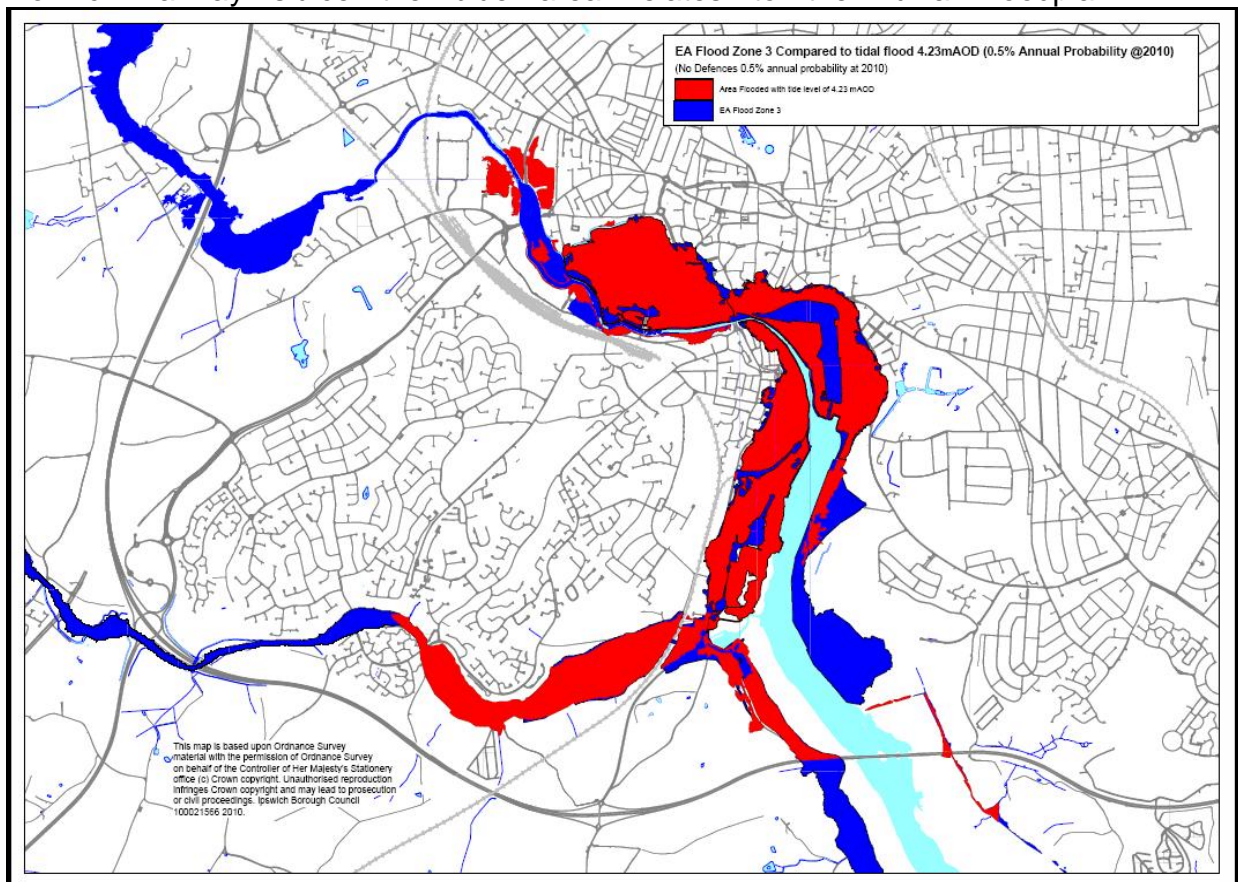 EA Flood Zone 3 Compared to tidal flood 4.23mAOD (0.5% Annual Probability @2010)
(No Defences 0.5% annual probability at 2010)
Area Flooded with tide level of 4.23 mAOD
EA Flood Zone 3
This map is based upon Ordnance Survey
material with the permission of Ordnance Survey
on behalf of the Controller of Her Majesty's Stationery
office (c) Crown copyright. Unauthorised reproduction
infringes Crown copyright and may lead to prosecution
or civil proceedings. Ipswich Borough Council
100021566 2010.